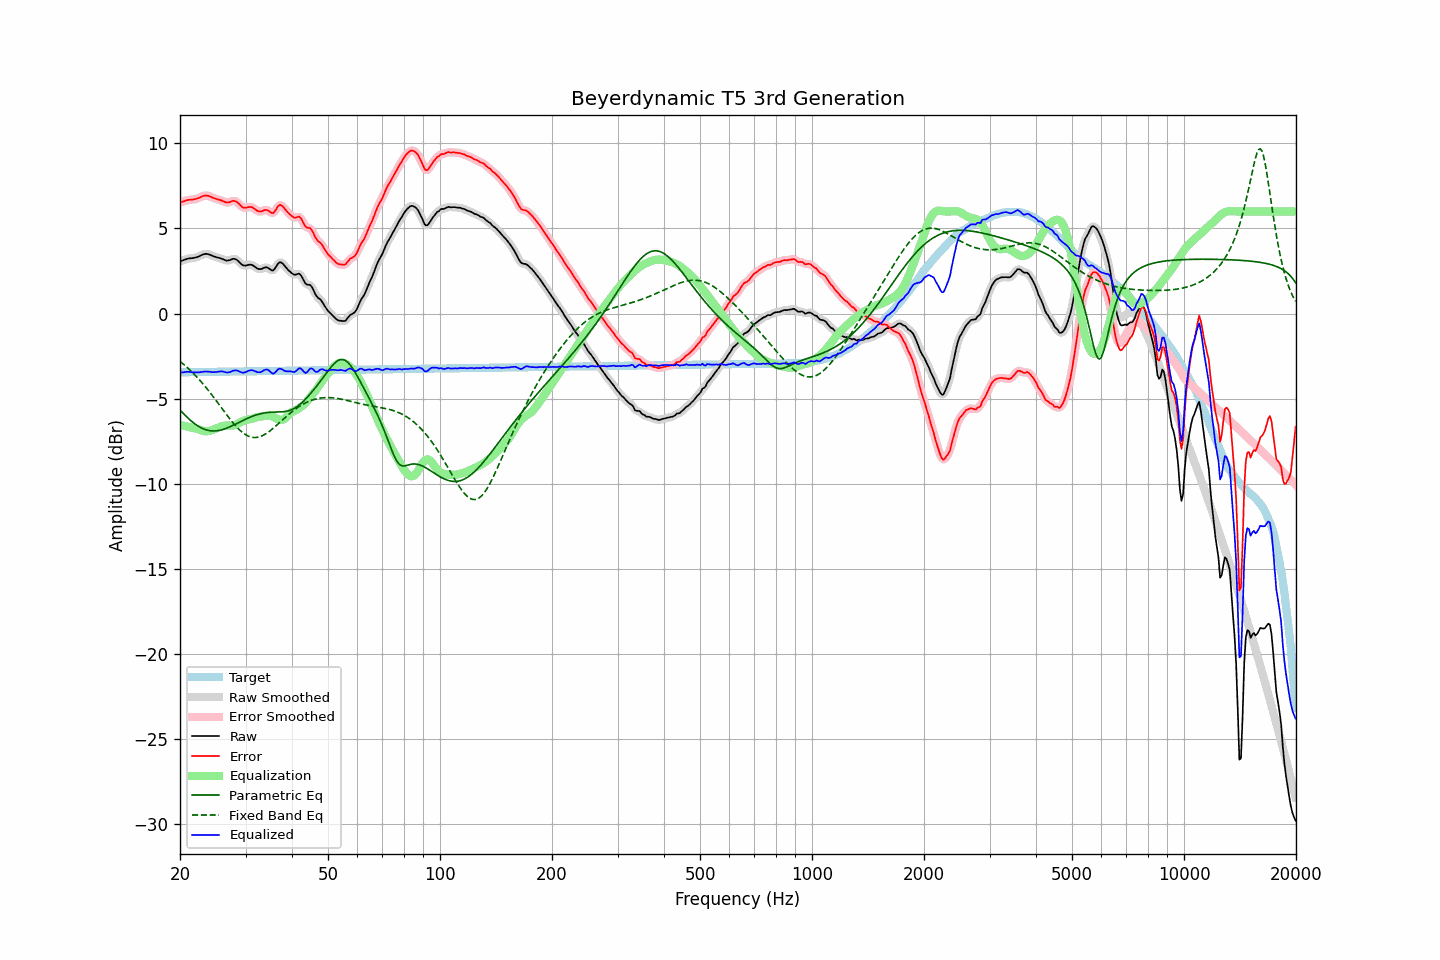 Beyerdynamic T5 3rd Generation
Amplitude (dBr)
10
5
0
−5
−10
−15
−20
−25
−30
Target
Raw Smoothed
Error Smoothed
Raw
Error
Equalization
Parametric Eq
Fixed Band Eq
Equalized
20 50 100 200 500 1000 2000 5000 10000 20000
Frequency (Hz)